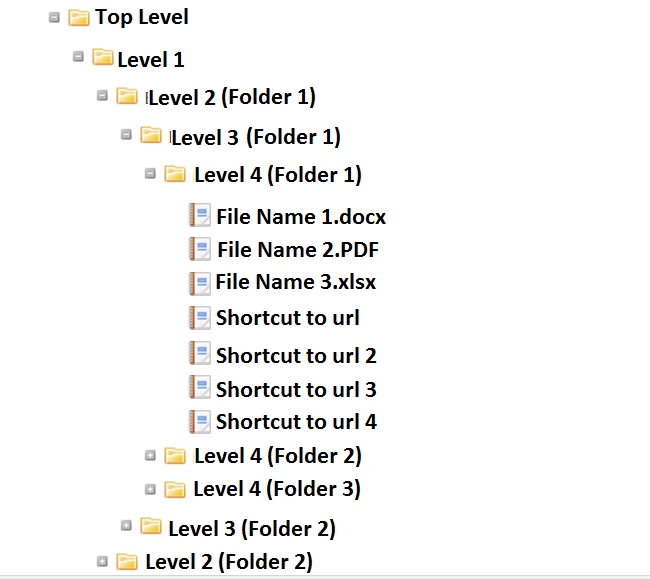 Top Level
Level 1
Level 2 (Folder 1)
Level 3 (Folder 1)
Level 4 (Folder 1)
File Name 1.docx
File Name 2.PDF
File Name 3.xlsx
Shortcut to url
Shortcut to url 2
Shortcut to url 3
Shortcut to url 4
Level 4 (Folder 2)
Level 4 (Folder 3)
Level 3 (Folder 2)
Level 2 (Folder 2)